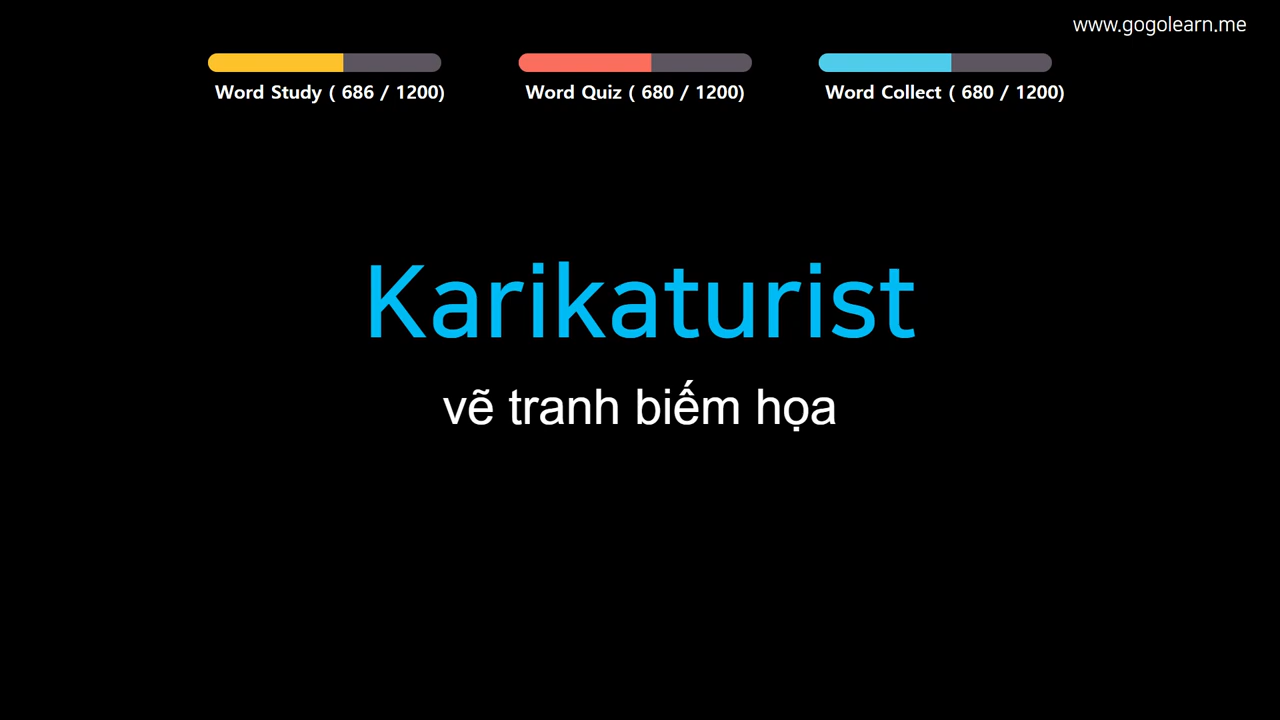 www.gogolearn.me
Word Study ( 686 / 1200)
Word Quiz ( 680 / 1200)
Word Collect ( 680 / 1200)
Karikaturist
vẽ tranh biếm họa